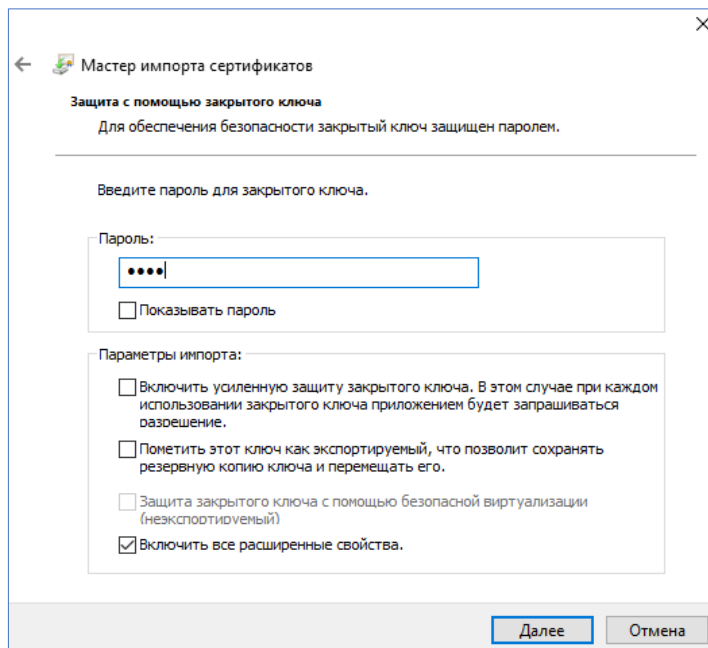 Мастер импорта сертификатов
Защита с помощью закрытого ключа
Для обеспечения безопасности закрытый ключ защищен паролем.
Введите пароль для закрытого ключа.
Пароль:
••••
Показывать пароль
Параметры импорта:
Включить усиленную защиту закрытого ключа. В этом случае при каждом
использовании закрытого ключа приложением будет запрашиваться
разрешение.
Пометить этот ключ как экспортируемый, что позволит сохранять
резервную копию ключа и перемещать его.
Защита закрытого ключа с помощью безопасной виртуализации
(неэкспортируемый)
Включить все расширенные свойства.
Далее
Отмена